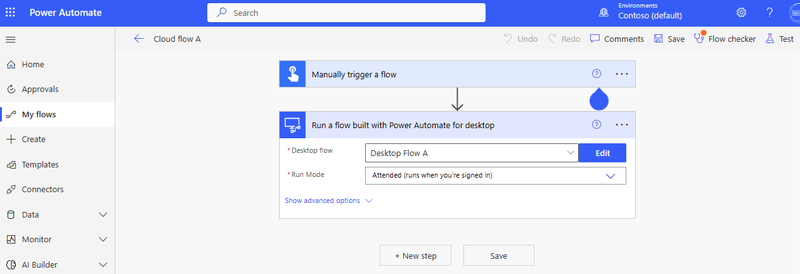 Power Automate
Search
Environments
Contoso (default)
Cloud flow A
Undo
Redo
Comments
Save
Flow checker
Test
Home
Approvals
My flows
Create
Templates
Connectors
Data
Monitor
AI Builder
Manually trigger a flow
Run a flow built with Power Automate for desktop
*Desktop flow
Desktop Flow A
Edit
*Run Mode
Attended (runs when you're signed in)
Show advanced options
+ New step
Save